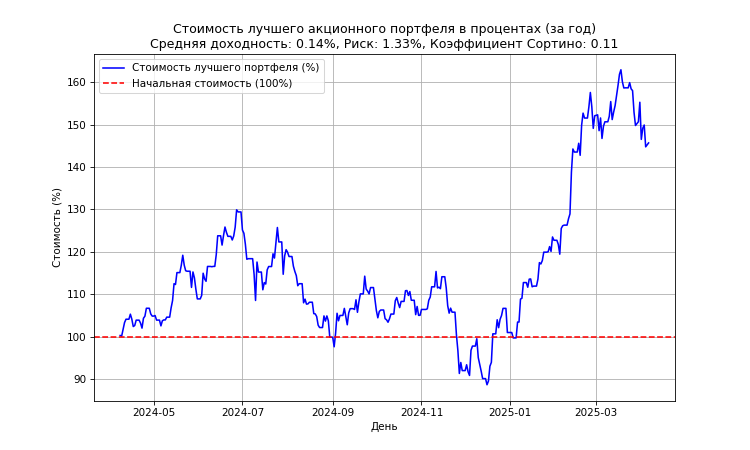 Стоимость лучшего акционного портфеля в процентах (за год)
Средняя доходность: 0.14%, Риск: 1.33%, Коэффициент Сортино: 0.11
Стоимость лучшего портфеля (%)
Начальная стоимость (100%)
Стоимость (%)
160
150
140
130
120
110
100
90
2024-05
2024-07
2024-09
2024-11
2025-01
2025-03
День